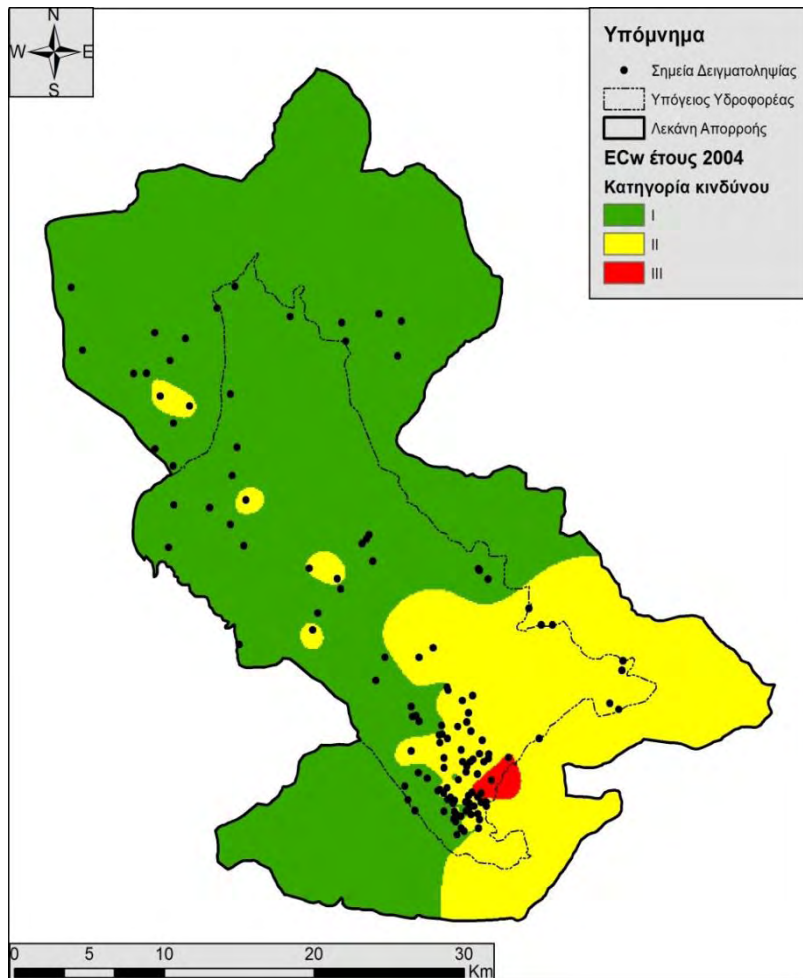 N
W E
S
Υπόμνημα
Σημεία Δειγματοληψίας
Υπόγειος Υδροφορέας
Λεκάνη Απορροής
ECw έτους 2004
Κατηγορία κινδύνου
I
II
III
0 5 10 20 30
Km